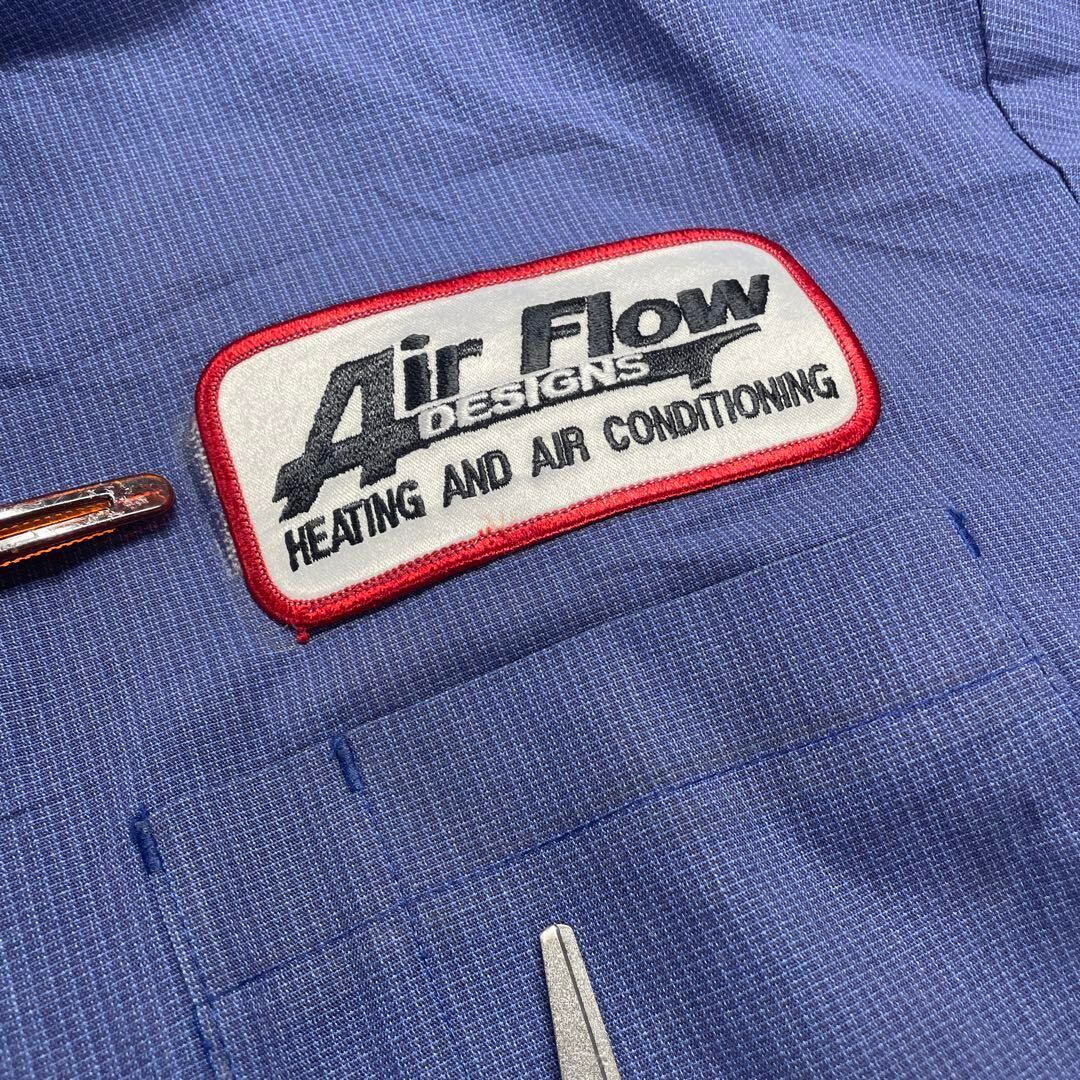 Air Flow
DESIGNS
HEATING AND AIR CONDITIONING